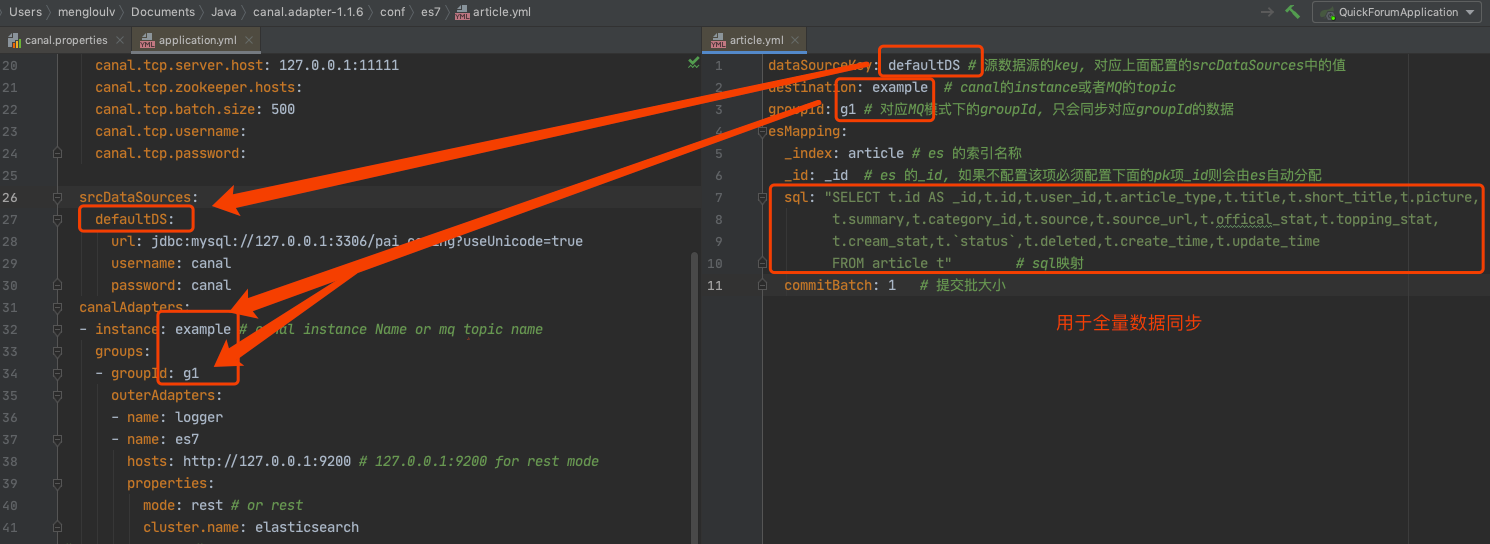 Users mengloulv Documents Java canal.adapter-1.1.6 conf es7 article.yml
QuickForumApplication
canal.properties
application.yml
20 canal.tcp.server.host: 127.0.0.1:11111
21 canal.tcp.zookeeper.hosts:
22 canal.tcp.batch.size: 500
23 canal.tcp.username:
24 canal.tcp.password:
25
26 srcDataSources:
27 defaultDS:
28 url: jdbc:mysql://127.0.0.1:3306/pai_coding?useUnicode=true
29 username: canal
30 password: canal
31 canalAdapters:
32 - instance: example # canal instance Name or mq topic name
33 groups:
34 - groupId: g1
35 outerAdapters:
36 - name: logger
37 - name: es7
38 hosts: http://127.0.0.1:9200 # 127.0.0.1:9200 for rest mode
39 properties:
40 mode: rest # or rest
41 cluster.name: elasticsearch
article.yml
1 dataSourceKey: defaultDS # 源数据源的key, 对应上面配置的srcDataSources中的值
2 destination: example # canal的instance或者MQ的topic
3 groupId: g1 # 对应MQ模式下的groupId, 只会同步对应groupId的数据
4 esMapping:
5 _index: article # es 的索引名称
6 _id: _id # es 的_id, 如果不配置该项必须配置下面的pk项_id则会由es自动分配
7 sql: "SELECT t.id AS _id,t.id,t.user_id,t.article_type,t.title,t.short_title,t.picture,
8 t.summary,t.category_id,t.source,t.source_url,t.offical_stat,t.topping_stat,
9 t.cream_stat,t.`status`,t.deleted,t.create_time,t.update_time
10 FROM article t" # sql映射
11 commitBatch: 1 # 提交批大小
用于全量数据同步